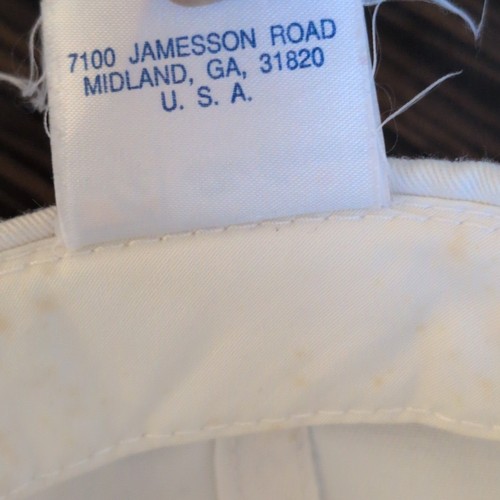 7100 JAMESSON ROAD
MIDLAND, GA, 31820
U. S. A.